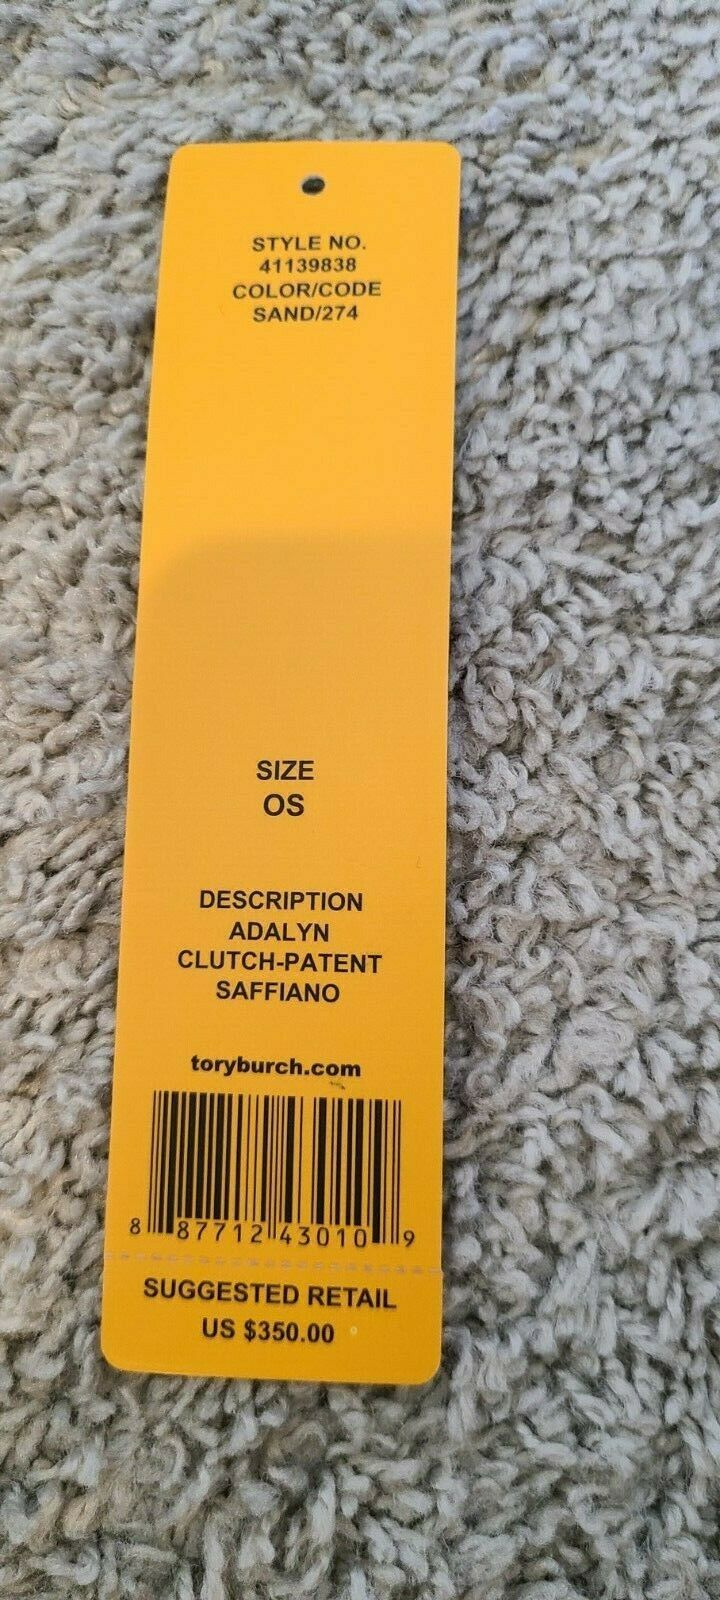 STYLE NO.
41139838
COLOR/CODE
SAND/274
SIZE
OS
DESCRIPTION
ADALYN
CLUTCH-PATENT
SAFFIANO
toryburch.com
8 87712 43010 9
SUGGESTED RETAIL
US $350.00